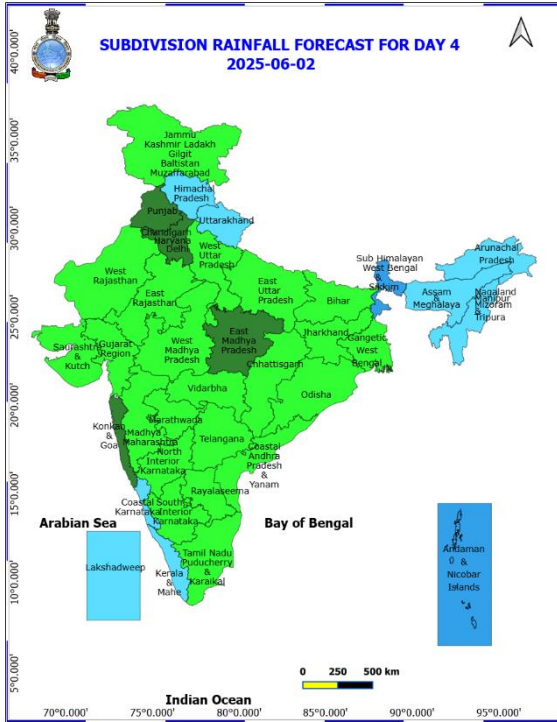 SUBDIVISION RAINFALL FORECAST FOR DAY 4
2025-06-02
40°0.000'
35°0.000'
30°0.000'
25°0.000'
20°0.000'
15°0.000'
10°0.000'
5°0.000'
Jammu
Kashmir Ladakh
Gilgit
Baltistan
Muzaffarabad
Himachal
Pradesh
Punjab
Uttarakhand
Chandigarh
Haryana
Delhi
West
Uttar
Pradesh
Arunachal
Pradesh
Sub Himalayan
West Bengal
&
Sikkim
West
Rajasthan
East
Rajasthan
East
Uttar
Pradesh
Bihar
Assam
&
Meghalaya
Nagaland
Manipur
Mizoram
&
Tripura
Saurashtra
&
Kutch
Gujarat
Region
West
Madhya
Pradesh
East
Madhya
Pradesh
Jharkhand
Gangetic
West
Bengal
Chhattisgarh
Vidarbha
Odisha
Konkan
&
Goa
Marathwada
Madhya
Maharashtra
North
Interior
Karnataka
Telangana
Coastal
Andhra
Pradesh
&
Yanam
Rayalaseema
Coastal
Karnataka
South
Interior
Karnataka
Arabian Sea
Bay of Bengal
Lakshadweep
Kerala
&
Mahe
Tamil Nadu
Puducherry
&
Karaikal
Andaman
&
Nicobar
Islands
0 250 500 km
Indian Ocean
70°0.000' 75°0.000' 80°0.000' 85°0.000' 90°0.000' 95°0.000'